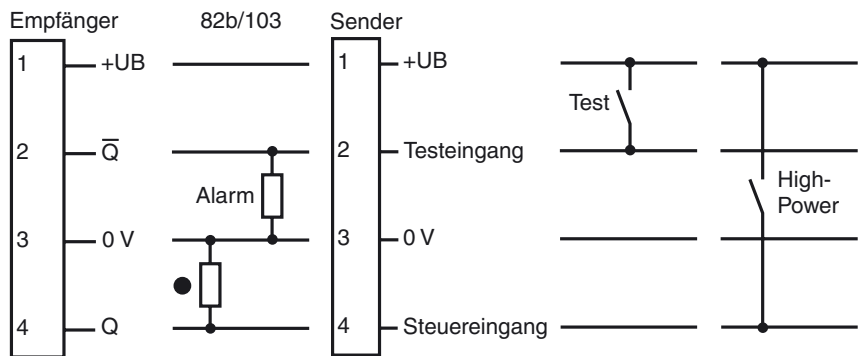 Empfänger 82b/103 Sender
1 +UB 1 +UB
Test
2 Q̅ 2 Testeingang
Alarm
High-
Power
3 0 V 3 0 V
4 Q 4 Steuereingang